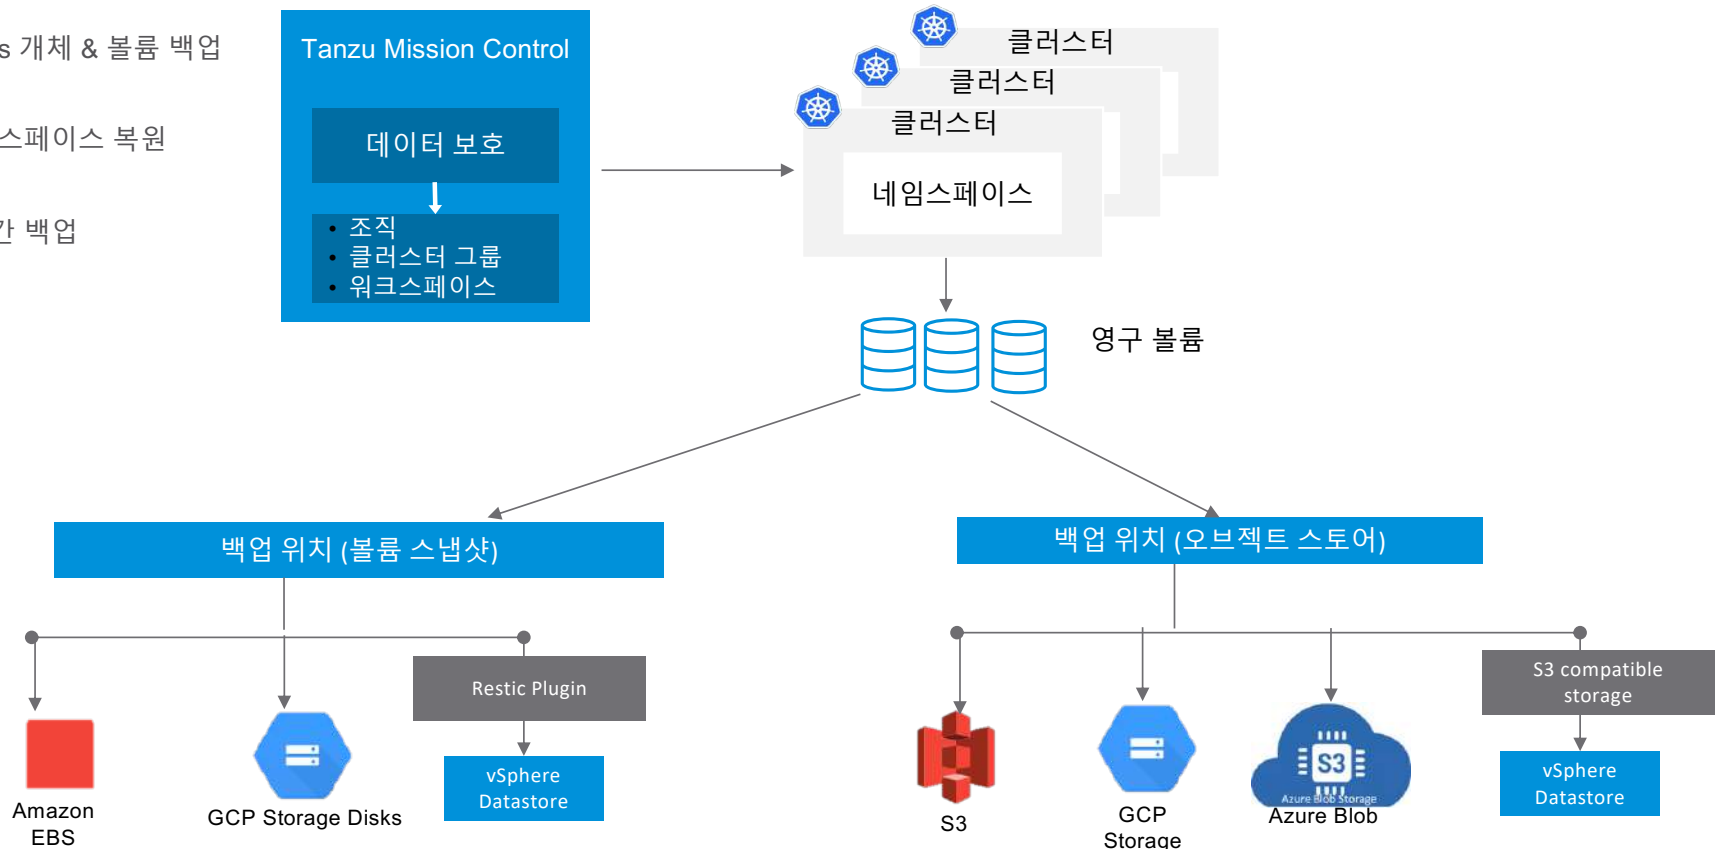 s 개체 & 볼륨 백업
스페이스 복원
간 백업
Tanzu Mission Control
데이터 보호
• 조직
• 클러스터 그룹
• 워크스페이스
클러스터
클러스터
클러스터
네임스페이스
영구 볼륨
백업 위치 (볼륨 스냅샷)
백업 위치 (오브젝트 스토어)
Restic Plugin
S3 compatible
storage
vSphere
Datastore
Amazon
EBS
GCP Storage Disks
S3
GCP
Storage
S3
Azure Blob Storage
Azure Blob
vSphere
Datastore